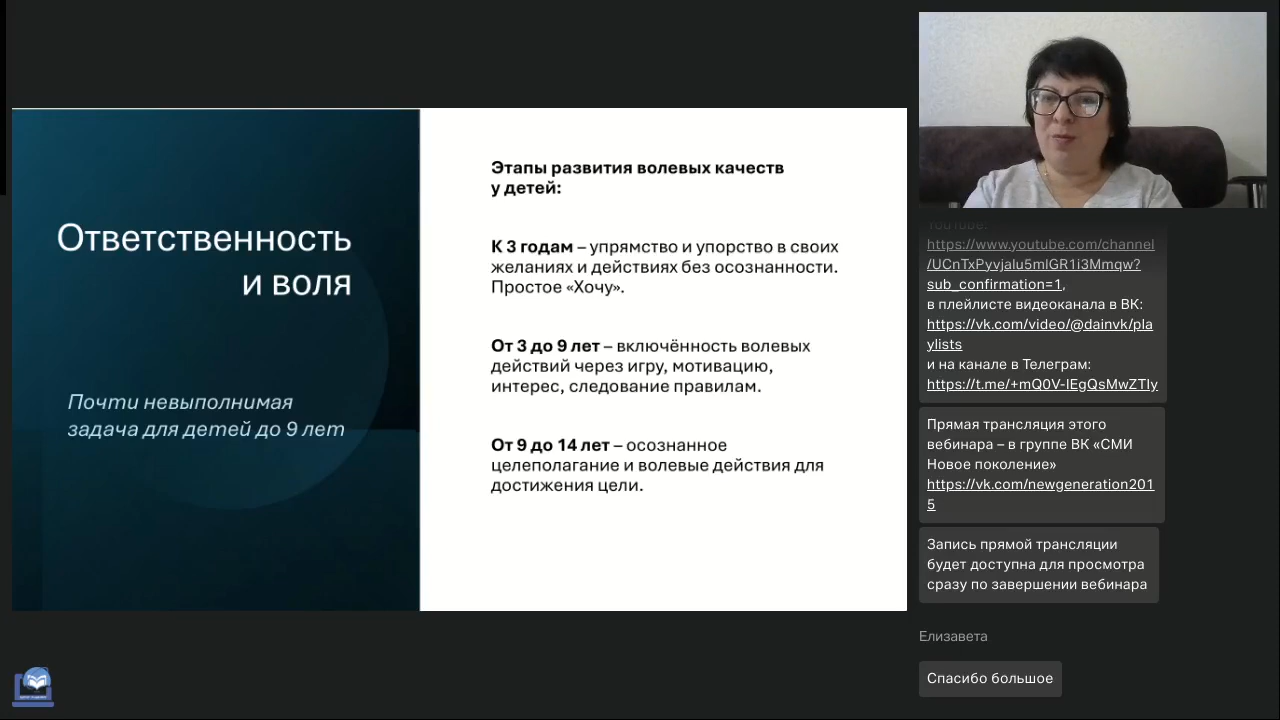 Ответственность
и воля
Почти невыполнимая
задача для детей до 9 лет
Этапы развития волевых качеств
у детей:
К 3 годам – упрямство и упорство в своих
желаниях и действиях без осознанности.
Простое «Хочу».
От 3 до 9 лет – включённость волевых
действий через игру, мотивацию,
интерес, следование правилам.
От 9 до 14 лет – осознанное
целеполагание и волевые действия для
достижения цели.
YouTube:
https://www.youtube.com/channel
/UCnTxPyvjalu5mlGR1i3Mmqw?
sub_confirmation=1,
в плейлисте видеоканала в ВК:
https://vk.com/video/@dainvk/pla
ylists
и на канале в Телеграм:
https://t.me/+mQ0V-IEgQsMwZTIy
Прямая трансляция этого
вебинара – в группе ВК «СМИ
Новое поколение»
https://vk.com/newgeneration201
5
Запись прямой трансляции
будет доступна для просмотра
сразу по завершении вебинара
Елизавета
Спасибо большое